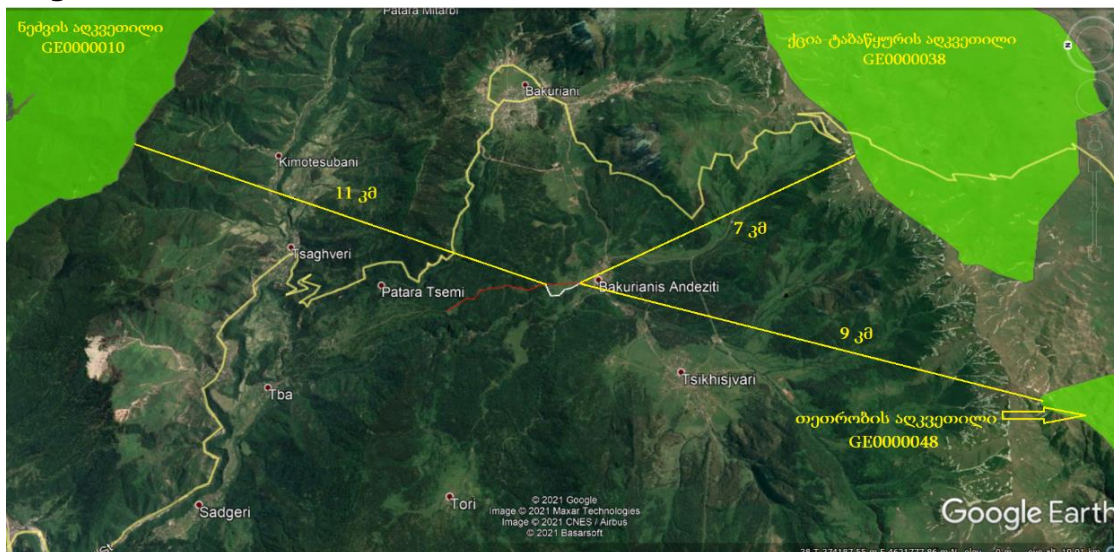 Patara Mitarbi
ნეძვის აღკვეთილი
GE0000010
ქცია-ტაბაწყურის აღკვეთილი
GE0000038
N
Bakuriani
Kimotesubani
11 კმ
7 კმ
Tsaghveri
Patara Tsemi
Bakurianis Andeziti
9 კმ
Tsikhisjvari
Tba
თეთრობის აღკვეთილი
GE0000048
Sadgeri
Tori
© 2021 Google
Image © 2021 Maxar Technologies
Image © 2021 CNES / Airbus
© 2021 Basarsoft
Google Earth